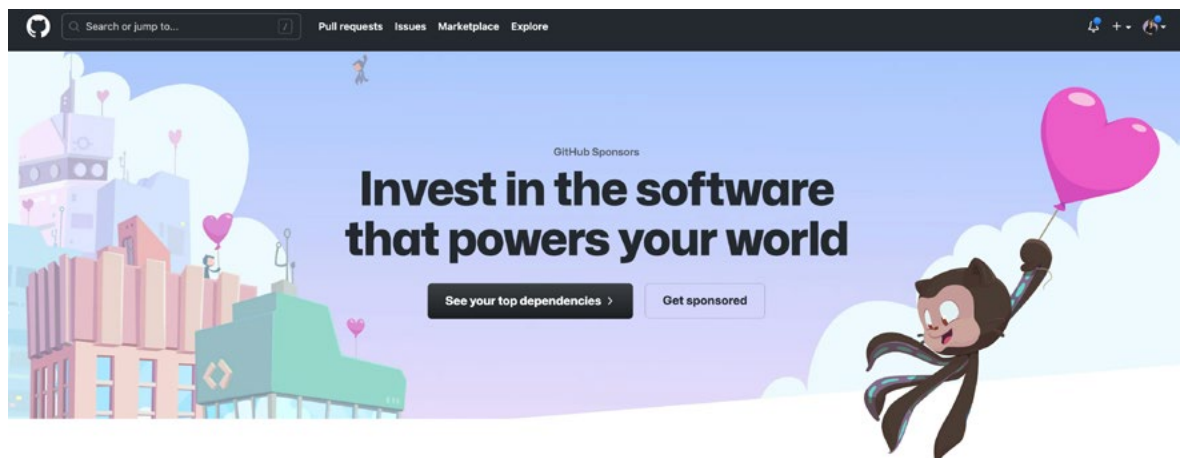 Search or jump to... /
Pull requests Issues Marketplace Explore
GitHub Sponsors
Invest in the software
that powers your world
See your top dependencies >
Get sponsored